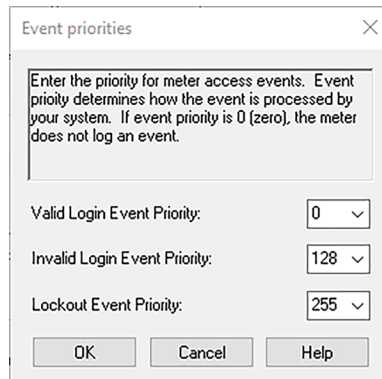 Event priorities
Enter the priority for meter access events. Event
prioity determines how the event is processed by
your system. If event priority is 0 (zero), the meter
does not log an event.
Valid Login Event Priority: 0
Invalid Login Event Priority: 128
Lockout Event Priority: 255
OK Cancel Help